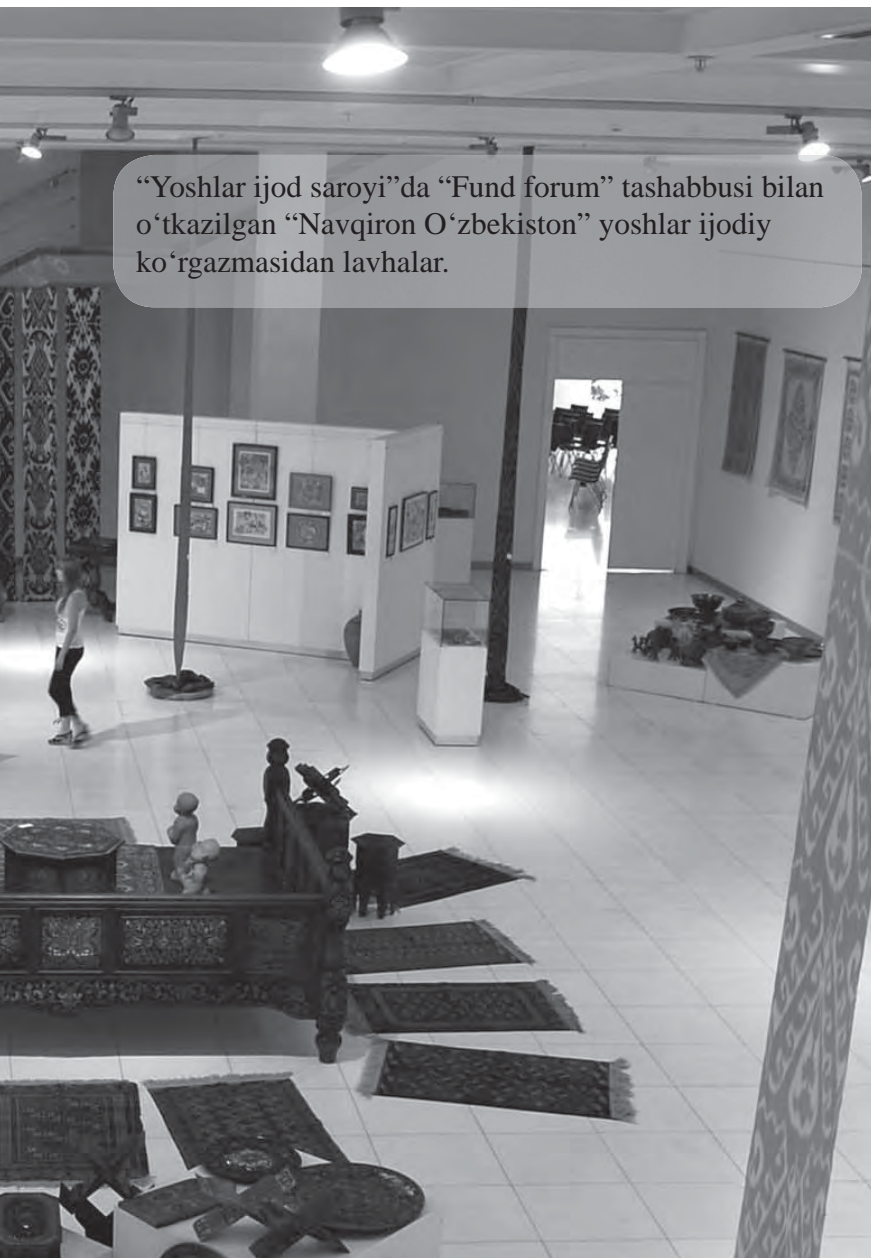 “Yoshlar ijod saroyi”da “Fund forum” tashabbusi bilan
o‘tkazilgan “Navqiron O‘zbekiston” yoshlar ijodiy
ko‘rgazmasidan lavhalar.